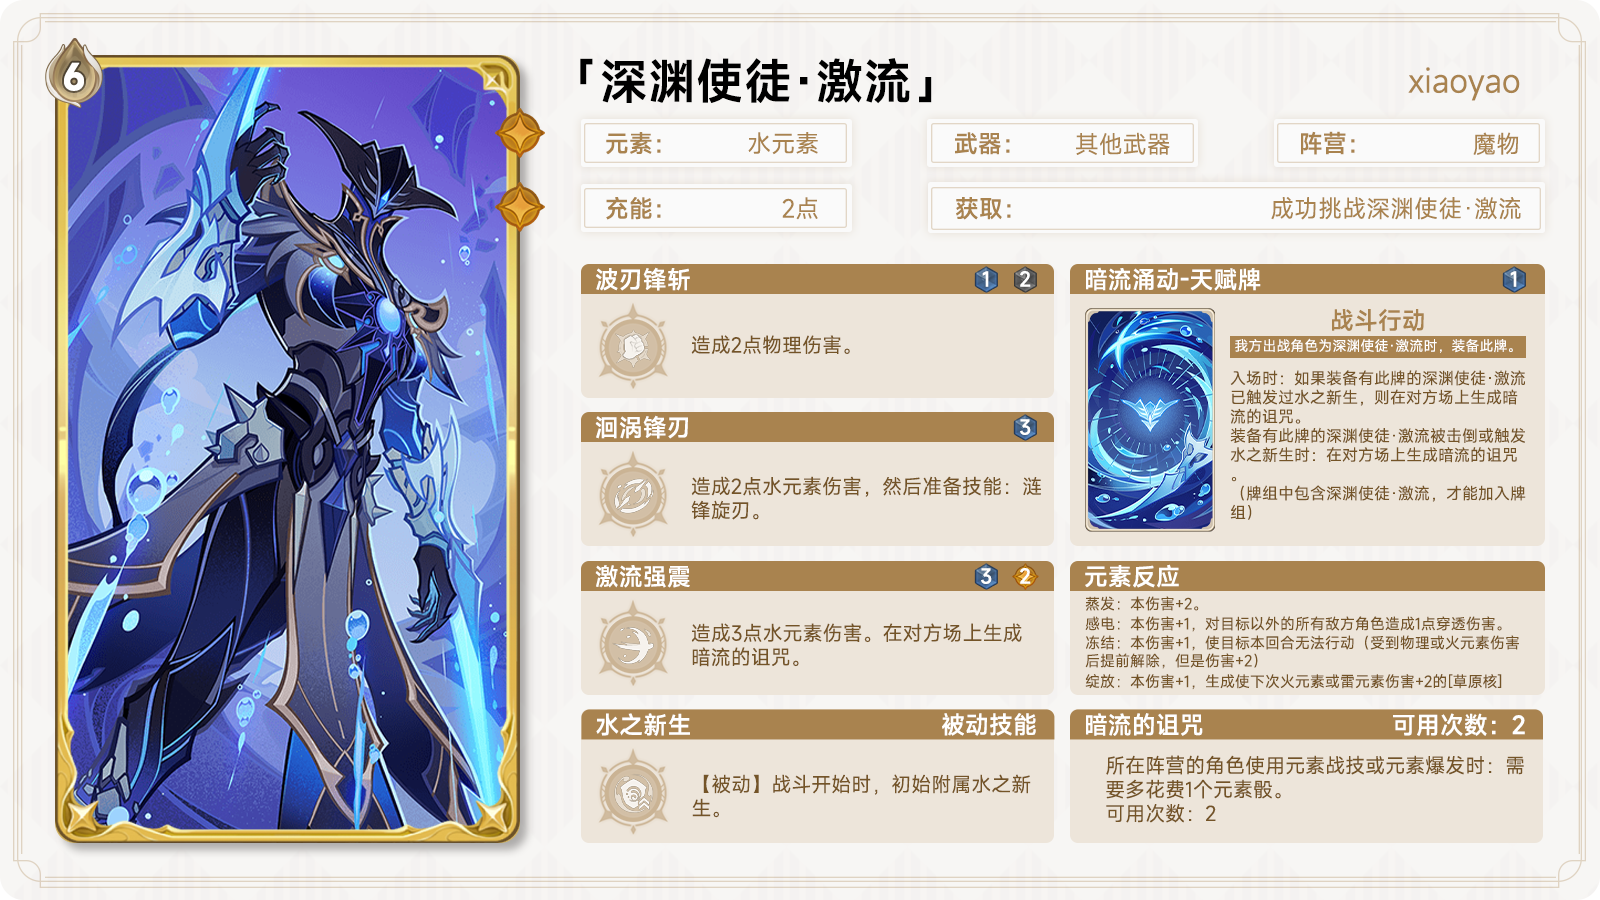 6
「深渊使徒·激流」
xiaoyao
元素： 水元素
武器： 其他武器
阵营： 魔物
充能： 2点
获取： 成功挑战深渊使徒·激流
波刃锋斩 1 2
造成2点物理伤害。
洄涡锋刃 3
造成2点水元素伤害，然后准备技能：涟
锋旋刃。
激流强震 3 2
造成3点水元素伤害。在对方场上生成
暗流的诅咒。
水之新生 被动技能
【被动】战斗开始时，初始附属水之新
生。
暗流涌动-天赋牌 1
战斗行动
我方出战角色为深渊使徒·激流时，装备此牌。
入场时：如果装备有此牌的深渊使徒·激流
已触发过水之新生，则在对方场上生成暗
流的诅咒。
装备有此牌的深渊使徒·激流被击倒或触发
水之新生时：在对方场上生成暗流的诅咒
。
（牌组中包含深渊使徒·激流，才能加入牌
组）
元素反应
蒸发：本伤害+2。
感电：本伤害+1，对目标以外的所有敌方角色造成1点穿透伤害。
冻结：本伤害+1，使目标本回合无法行动（受到物理或火元素伤害
后提前解除，但是伤害+2）
绽放：本伤害+1，生成使下次火元素或雷元素伤害+2的[草原核]
暗流的诅咒 可用次数：2
所在阵营的角色使用元素战技或元素爆发时：需
要多花费1个元素骰。
可用次数：2